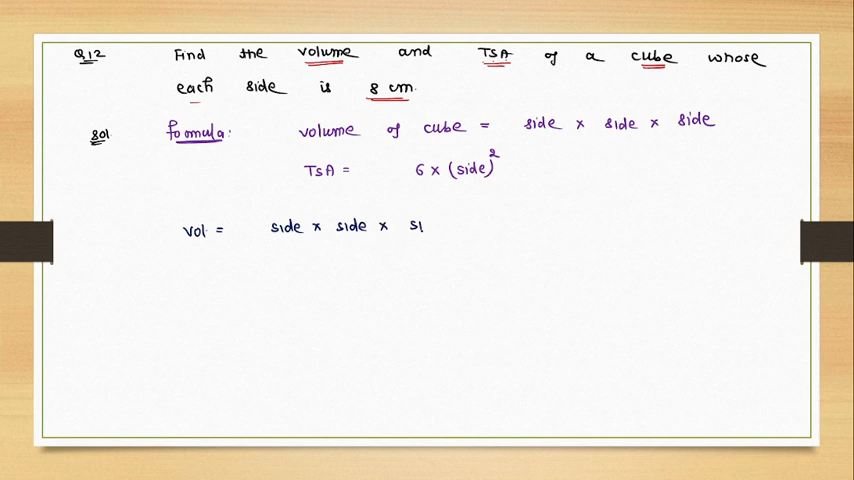 Q12 Find the volume and TSA of a cube whose
each side is 8 cm.
Sol. formula: volume of cube = side × side × side
TSA = 6 × (side)²
vol = side × side × si